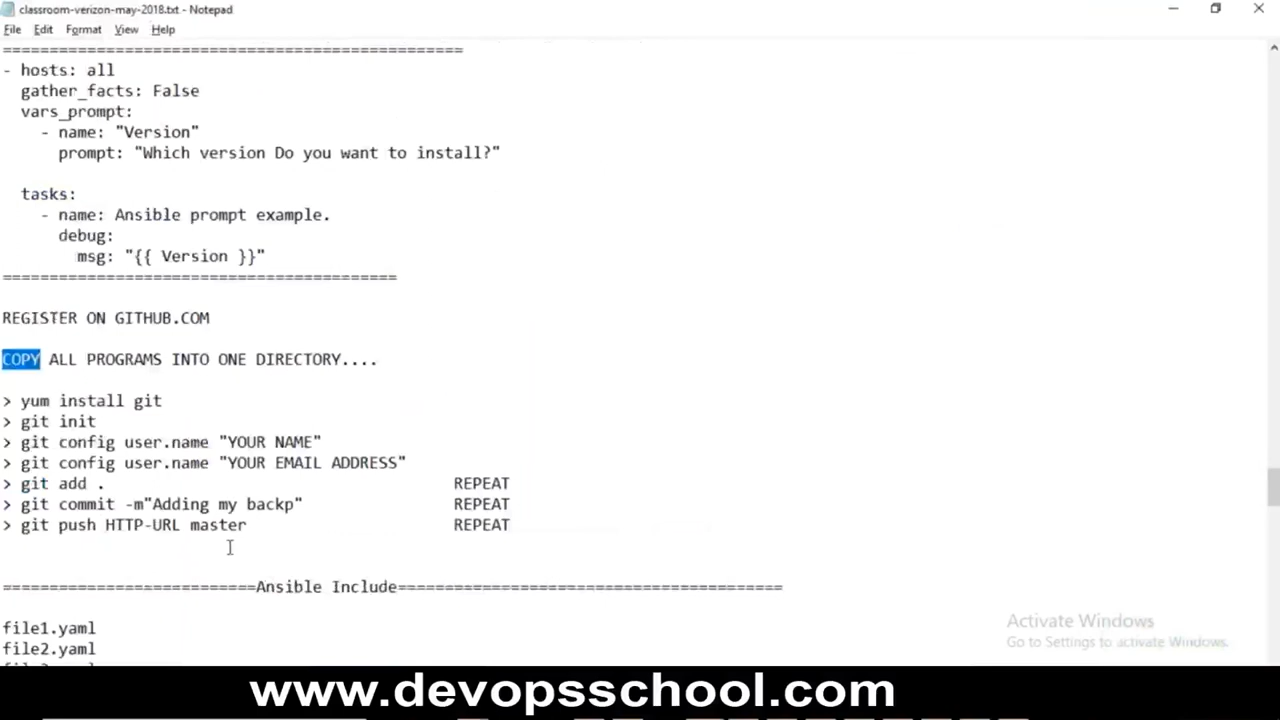 classroom-verizon-may-2018.txt - Notepad
File Edit Format View Help
=================================================
- hosts: all
  gather_facts: False
  vars_prompt:
    - name: "Version"
      prompt: "Which version Do you want to install?"
  tasks:
    - name: Ansible prompt example.
      debug:
        msg: "{{ Version }}"
==========================================
REGISTER ON GITHUB.COM
COPY ALL PROGRAMS INTO ONE DIRECTORY....
> yum install git
> git init
> git config user.name "YOUR NAME"
> git config user.name "YOUR EMAIL ADDRESS"
> git add . REPEAT
> git commit -m"Adding my backp" REPEAT
> git push HTTP-URL master REPEAT
===========================Ansible Include=========================================
file1.yaml
file2.yaml
Activate Windows
Go to Settings to activate Windows.
www.devopsschool.com